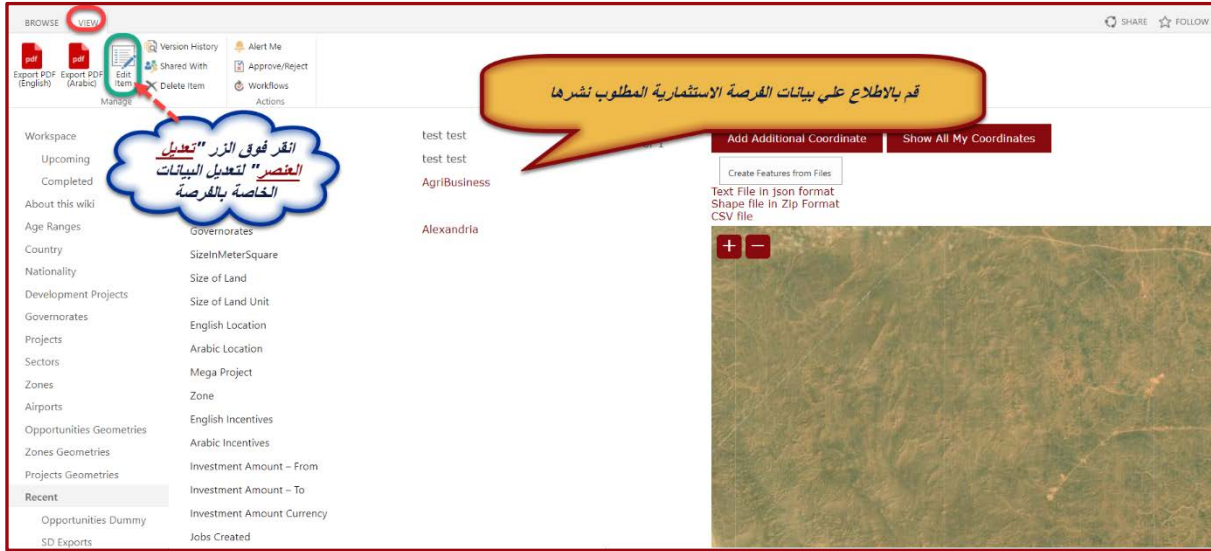 BROWSE VIEW
SHARE FOLLOW
pdf
pdf
Export PDF (English)
Export PDF (Arabic)
Edit Item
Version History
Shared With
Delete Item
Manage
Alert Me
Approve/Reject
Workflows
Actions
قم بالاطلاع علي بيانات الفرصة الاستثمارية المطلوب نشرها
انقر فوق الزر "تعديل
العنصر" لتعديل البيانات
الخاصة بالفرصة
Workspace
Upcoming
Completed
About this wiki
Age Ranges
Country
Nationality
Development Projects
Governorates
Projects
Sectors
Zones
Airports
Opportunities Geometries
Zones Geometries
Projects Geometries
Recent
Opportunities Dummy
SD Exports
Governorates
SizeInMeterSquare
Size of Land
Size of Land Unit
English Location
Arabic Location
Mega Project
Zone
English Incentives
Arabic Incentives
Investment Amount – From
Investment Amount – To
Investment Amount Currency
Jobs Created
test test
test test
AgriBusiness
Alexandria
Add Additional Coordinate
Show All My Coordinates
Create Features from Files
Text File in json format
Shape file in Zip Format
CSV file
+ −